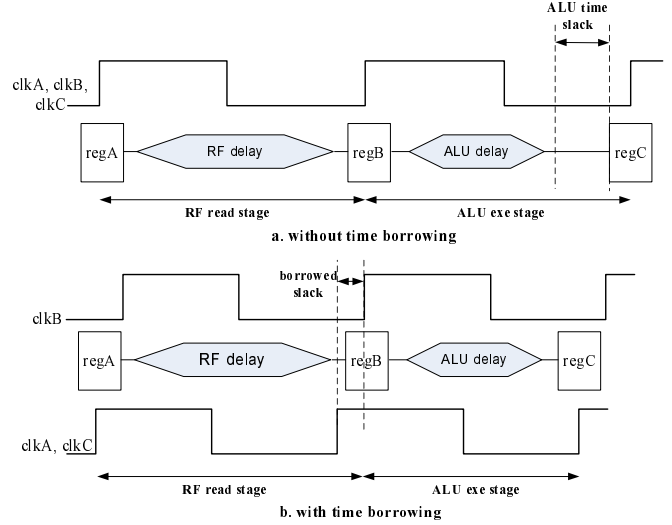 ALU time
slack
clkA, clkB,
clkC
regA
RF delay
regB
ALU delay
regC
RF read stage
ALU exe stage
a. without time borrowing
borrowed
slack
clkB
regA
RF delay
regB
ALU delay
regC
clkA, clkC
RF read stage
ALU exe stage
b. with time borrowing